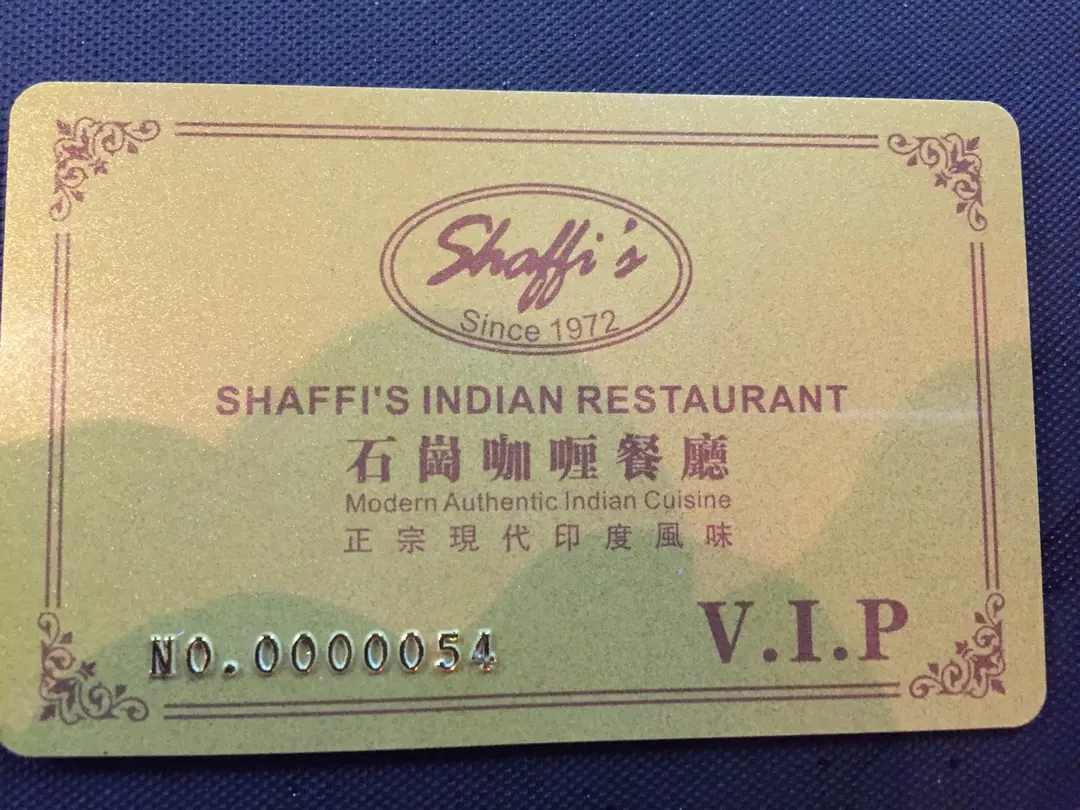 Shaffi's
Since 1972
SHAFFI'S INDIAN RESTAURANT
石崗咖喱餐廳
Modern Authentic Indian Cuisine
正宗現代印度風味
V.I.P
NO.0000054